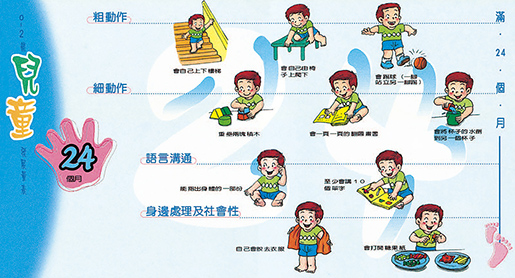 0~2歲
兒童
24
個月
滿・24・個・月
粗動作
會自己上下樓梯
會自己由椅
子上爬下
會踢球（一腳
站立另一腳踢）
細動作
重疊兩塊積木
會一頁一頁的翻圖畫書
會將杯子的水倒
到另一個杯子
語言溝通
能指出身體的一部份
至少會講10
個單字
身邊處理及社會性
自己會脫去衣服
會打開糖果紙